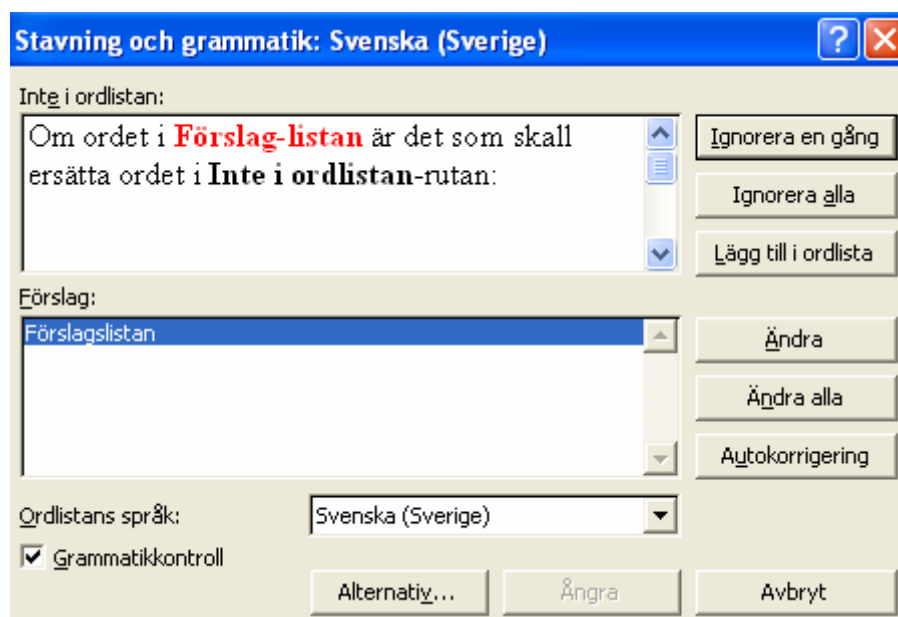 Stavning och grammatik: Svenska (Sverige)
Inte i ordlistan:
Om ordet i Förslag-listan är det som skall
ersätta ordet i Inte i ordlistan-rutan:
Ignorera en gång
Ignorera alla
Lägg till i ordlista
Förslag:
Förslagslistan
Ändra
Ändra alla
Autokorrigering
Ordlistans språk:
Svenska (Sverige)
Grammatikkontroll
Alternativ...
Ångra
Avbryt